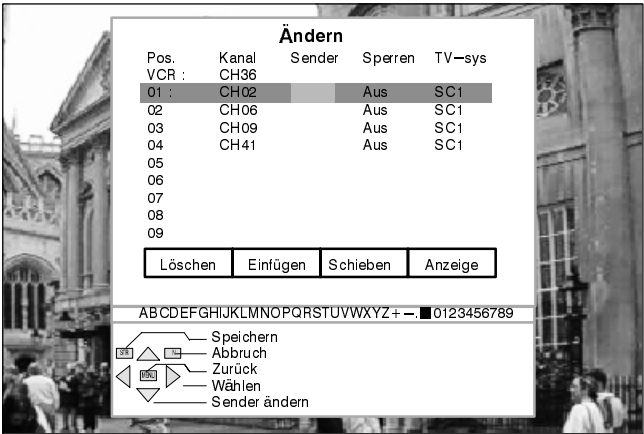 Ändern
Pos. Kanal Sender Sperren TV–sys
VCR : CH36
01 : CH02 Aus SC1
02 CH06 Aus SC1
03 CH09 Aus SC1
04 CH41 Aus SC1
05
06
07
08
09
Löschen Einfügen Schieben Anzeige
ABCDEFGHIJKLMNOPQRSTUVWXYZ+–.■0123456789
Speichern
STR N Abbruch
Zurück
MENU Wählen
Sender ändern